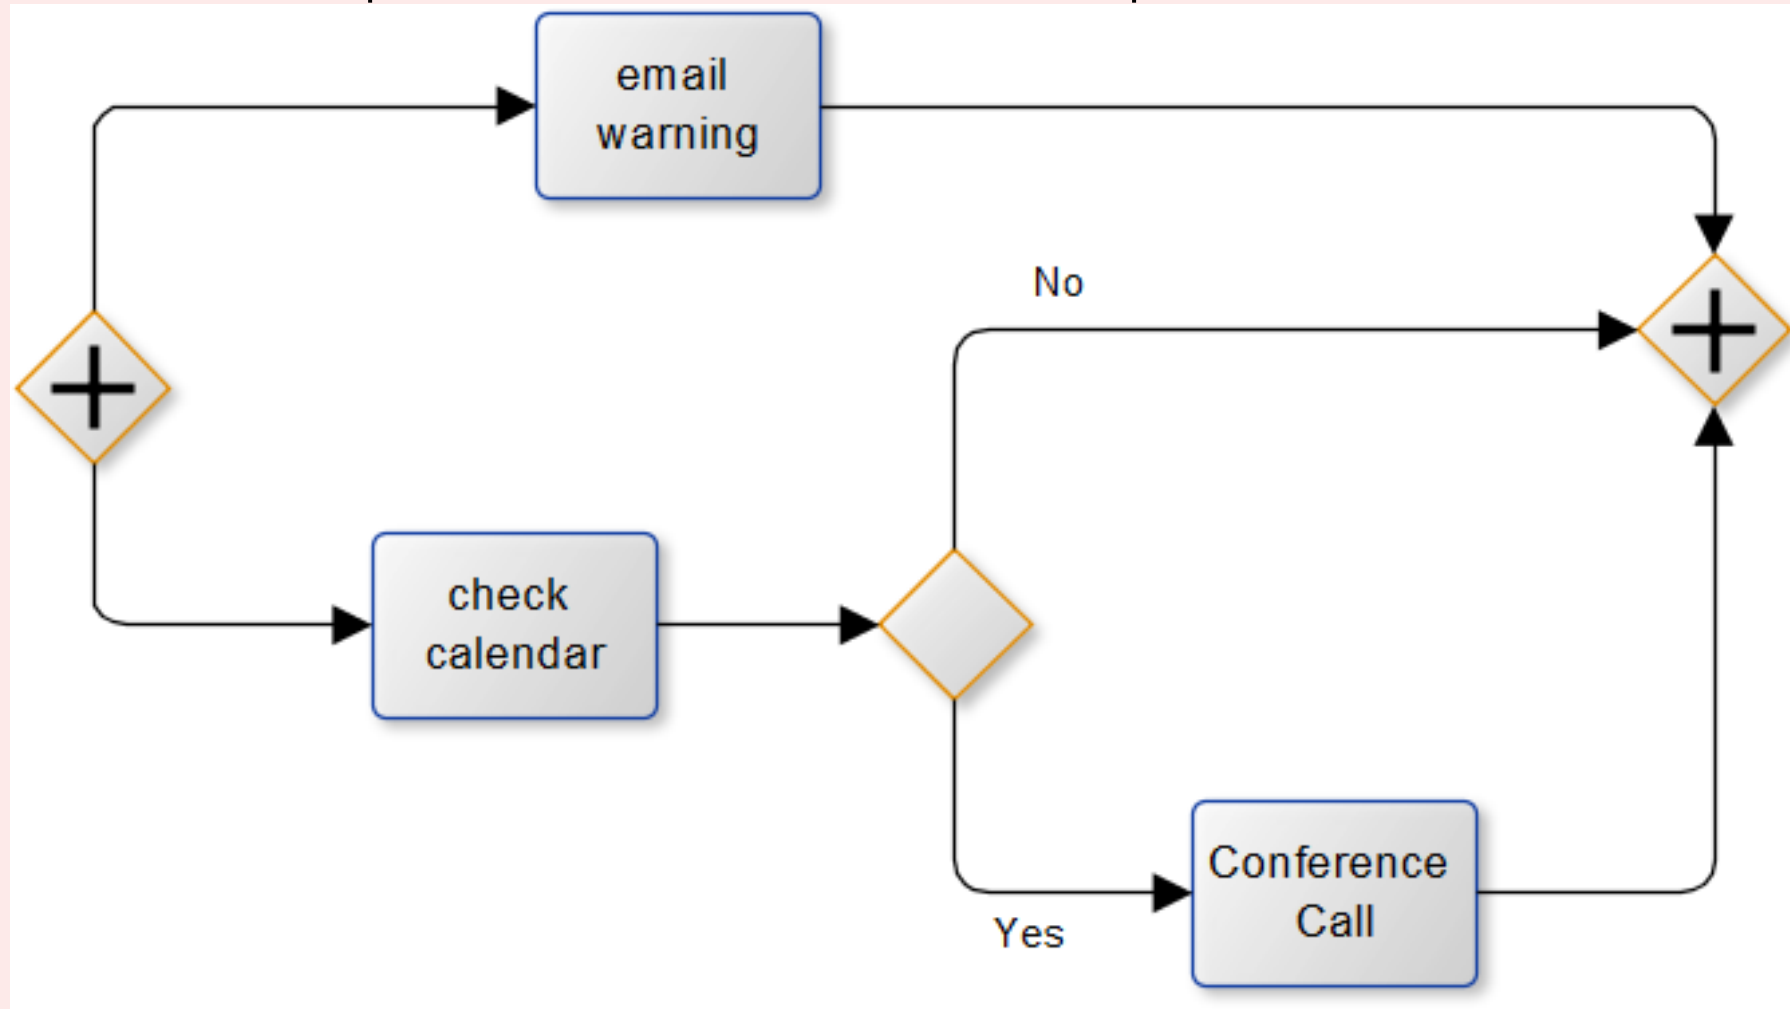 email
warning
No
check
calendar
Conference
Call
Yes